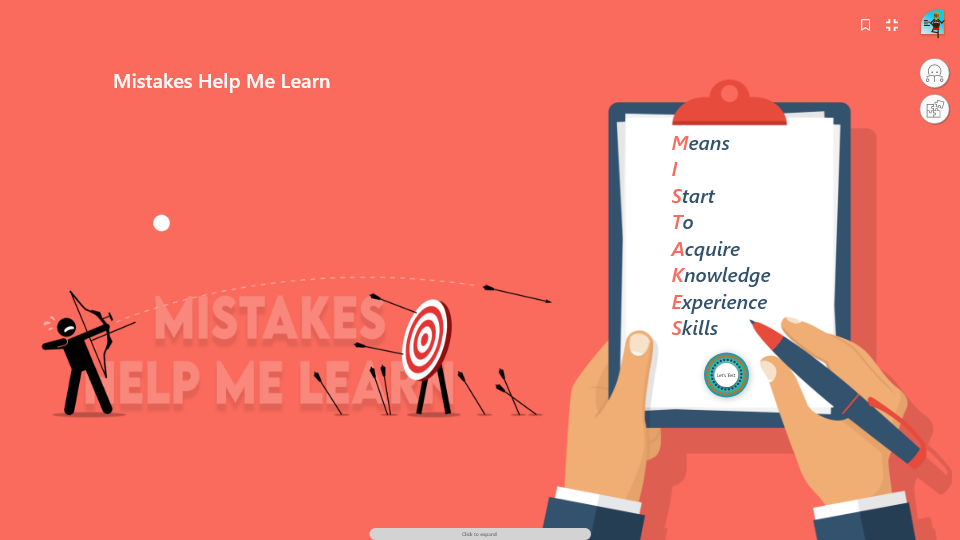 Mistakes Help Me Learn
Means
I
Start
To
Acquire
Knowledge
Experience
Skills
MISTAKES
HELP ME LEARN
Let's Test
Click to expand